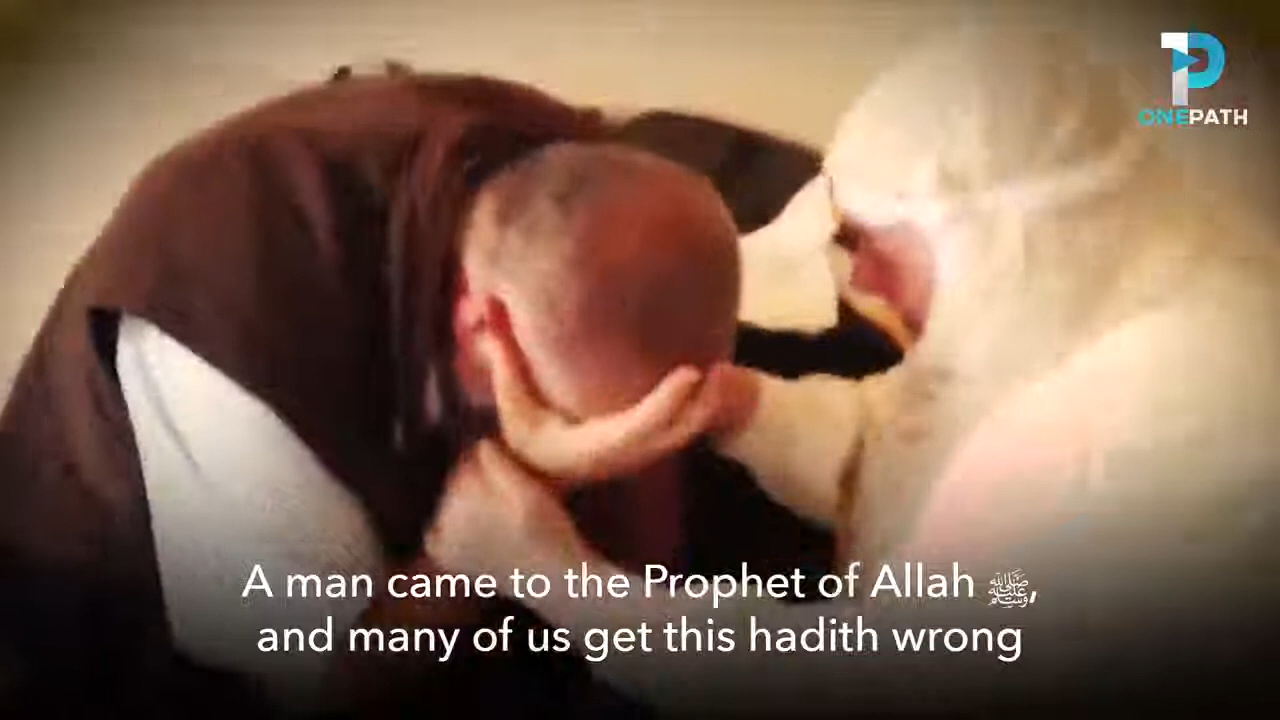 ONEPATH
A man came to the Prophet of Allah ﷺ,
and many of us get this hadith wrong